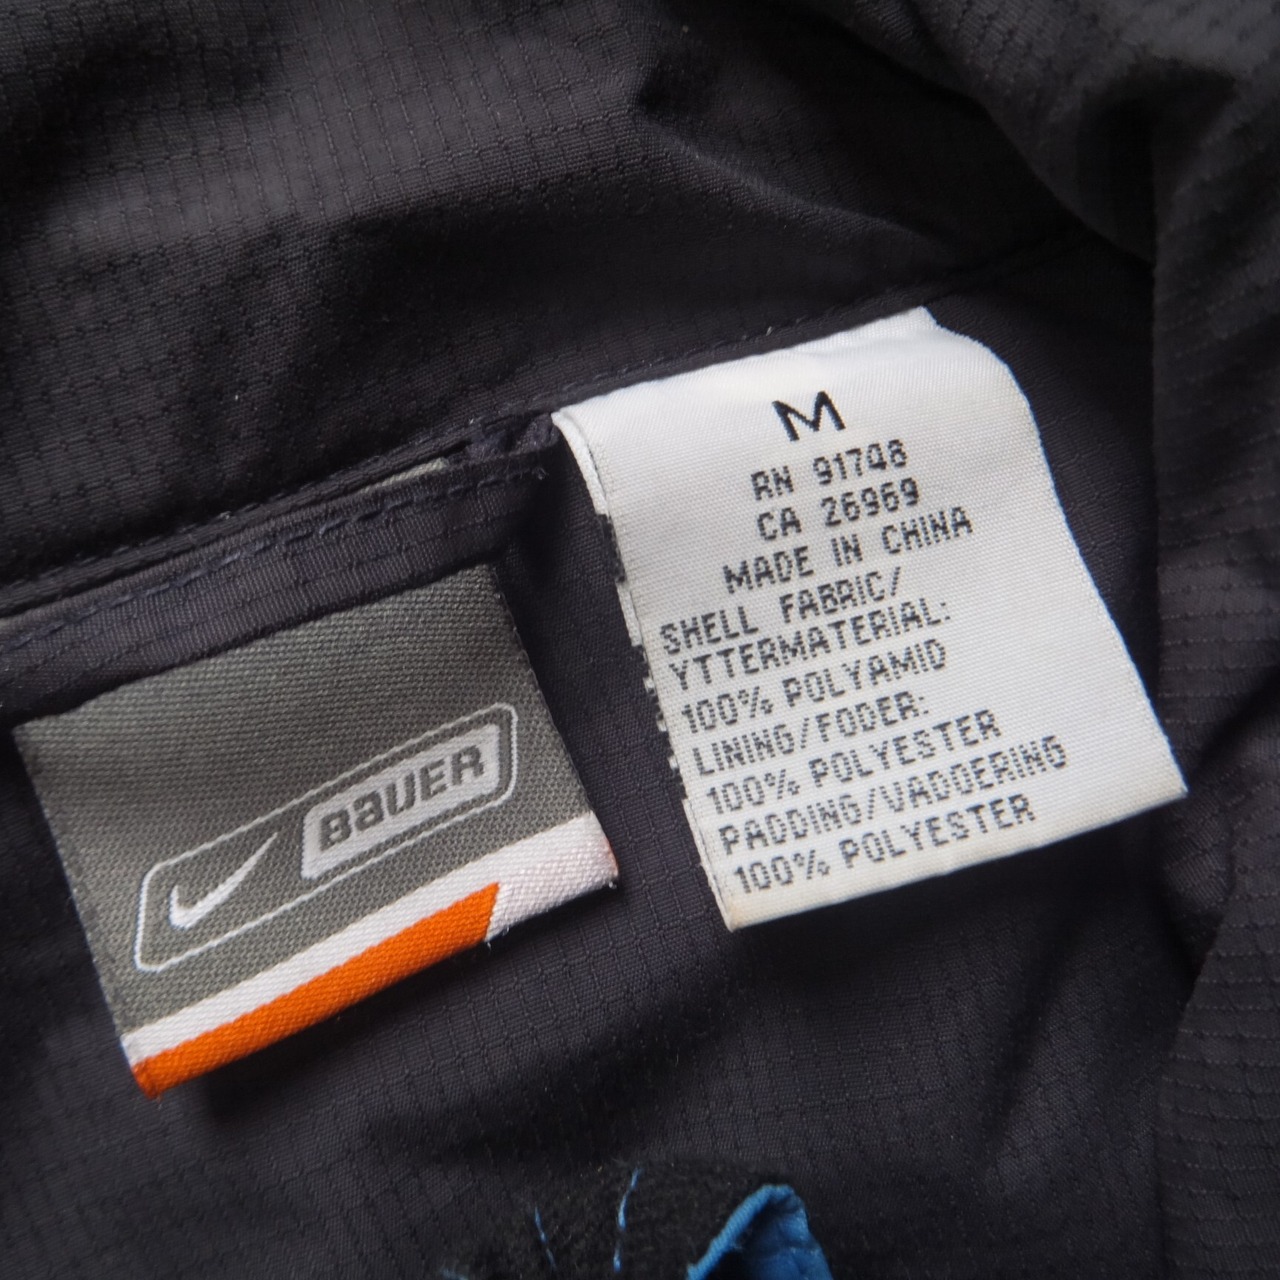 BaUER
M
RN 91748
CA 26969
MADE IN CHINA
SHELL FABRIC/
YTTERMATERIAL:
100% POLYAMID
LINING/FODER:
100% POLYESTER
PADDING/VADDERING
100% POLYESTER